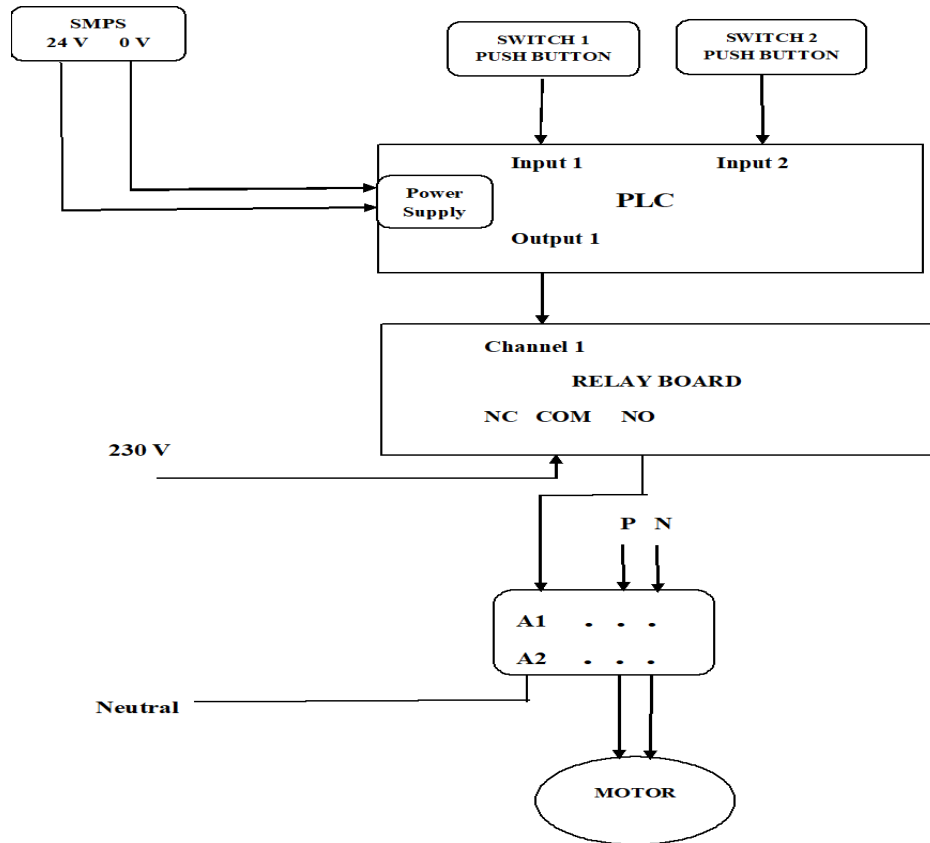 SMPS
24 V 0 V
SWITCH 1
PUSH BUTTON
SWITCH 2
PUSH BUTTON
Input 1 Input 2
Power
Supply
PLC
Output 1
Channel 1
RELAY BOARD
NC COM NO
230 V
P N
A1 . . .
A2 . . .
Neutral
MOTOR